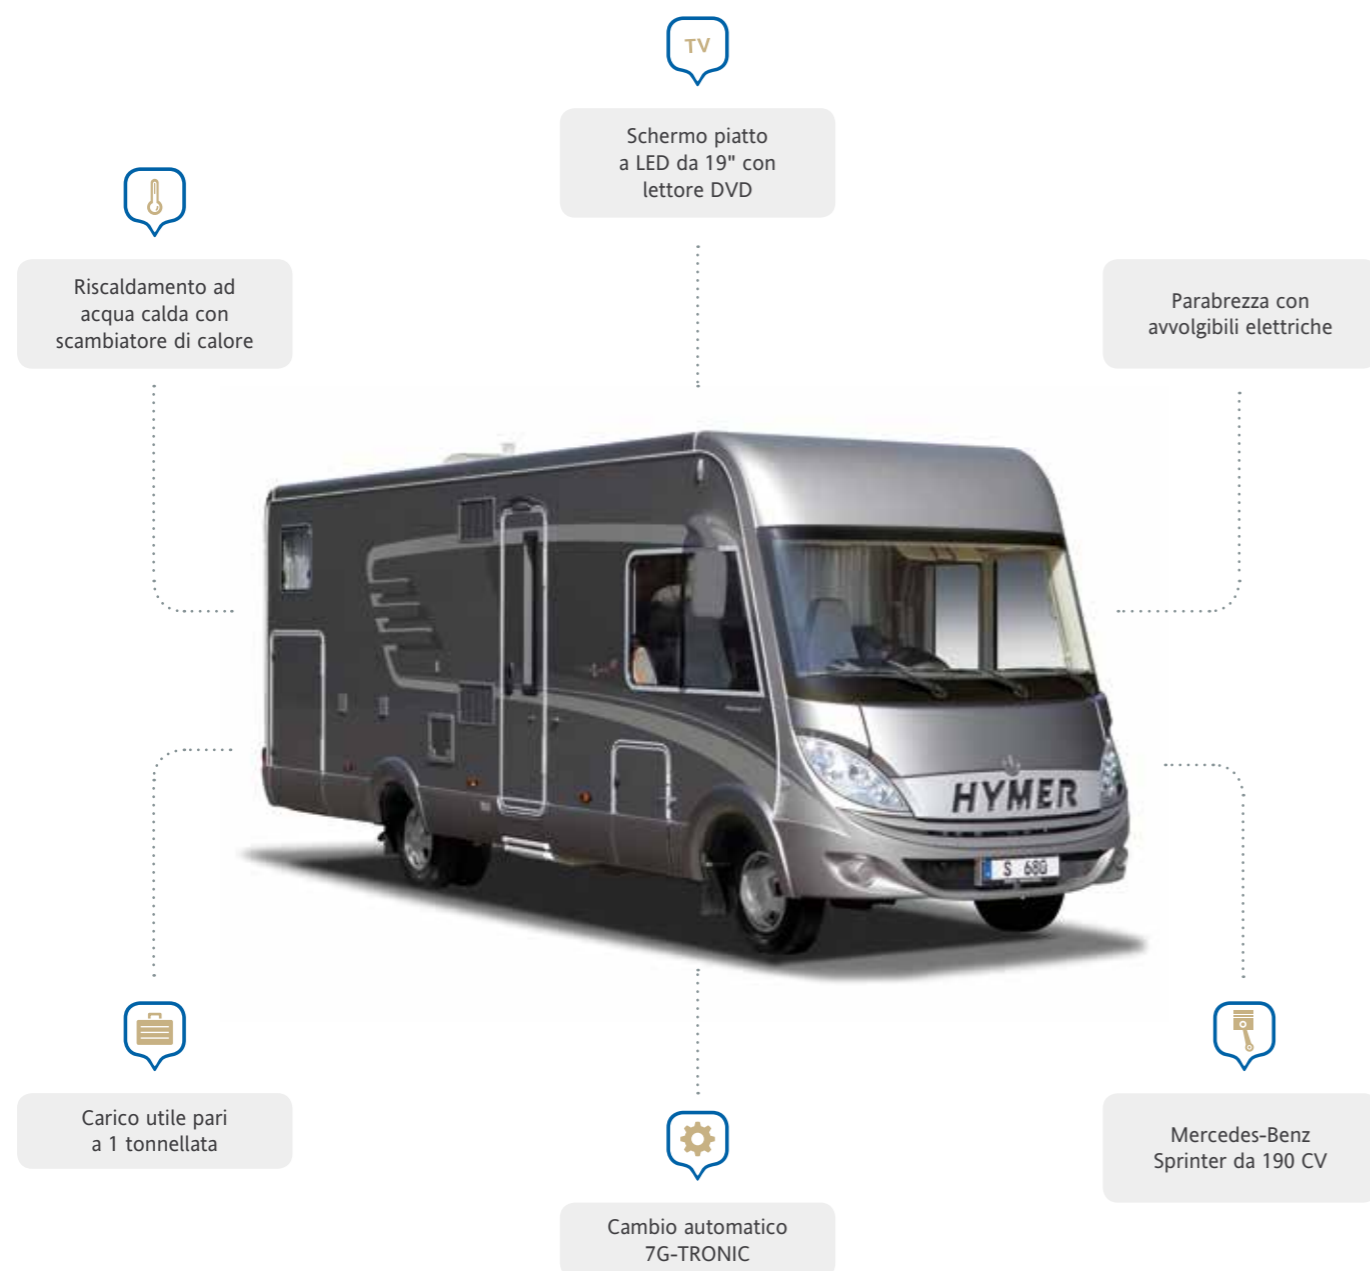 TV
Schermo piatto
a LED da 19" con
lettore DVD
Riscaldamento ad
acqua calda con
scambiatore di calore
Parabrezza con
avvolgibili elettriche
HYMER
S 680
Carico utile pari
a 1 tonnellata
Mercedes-Benz
Sprinter da 190 CV
Cambio automatico
7G-TRONIC